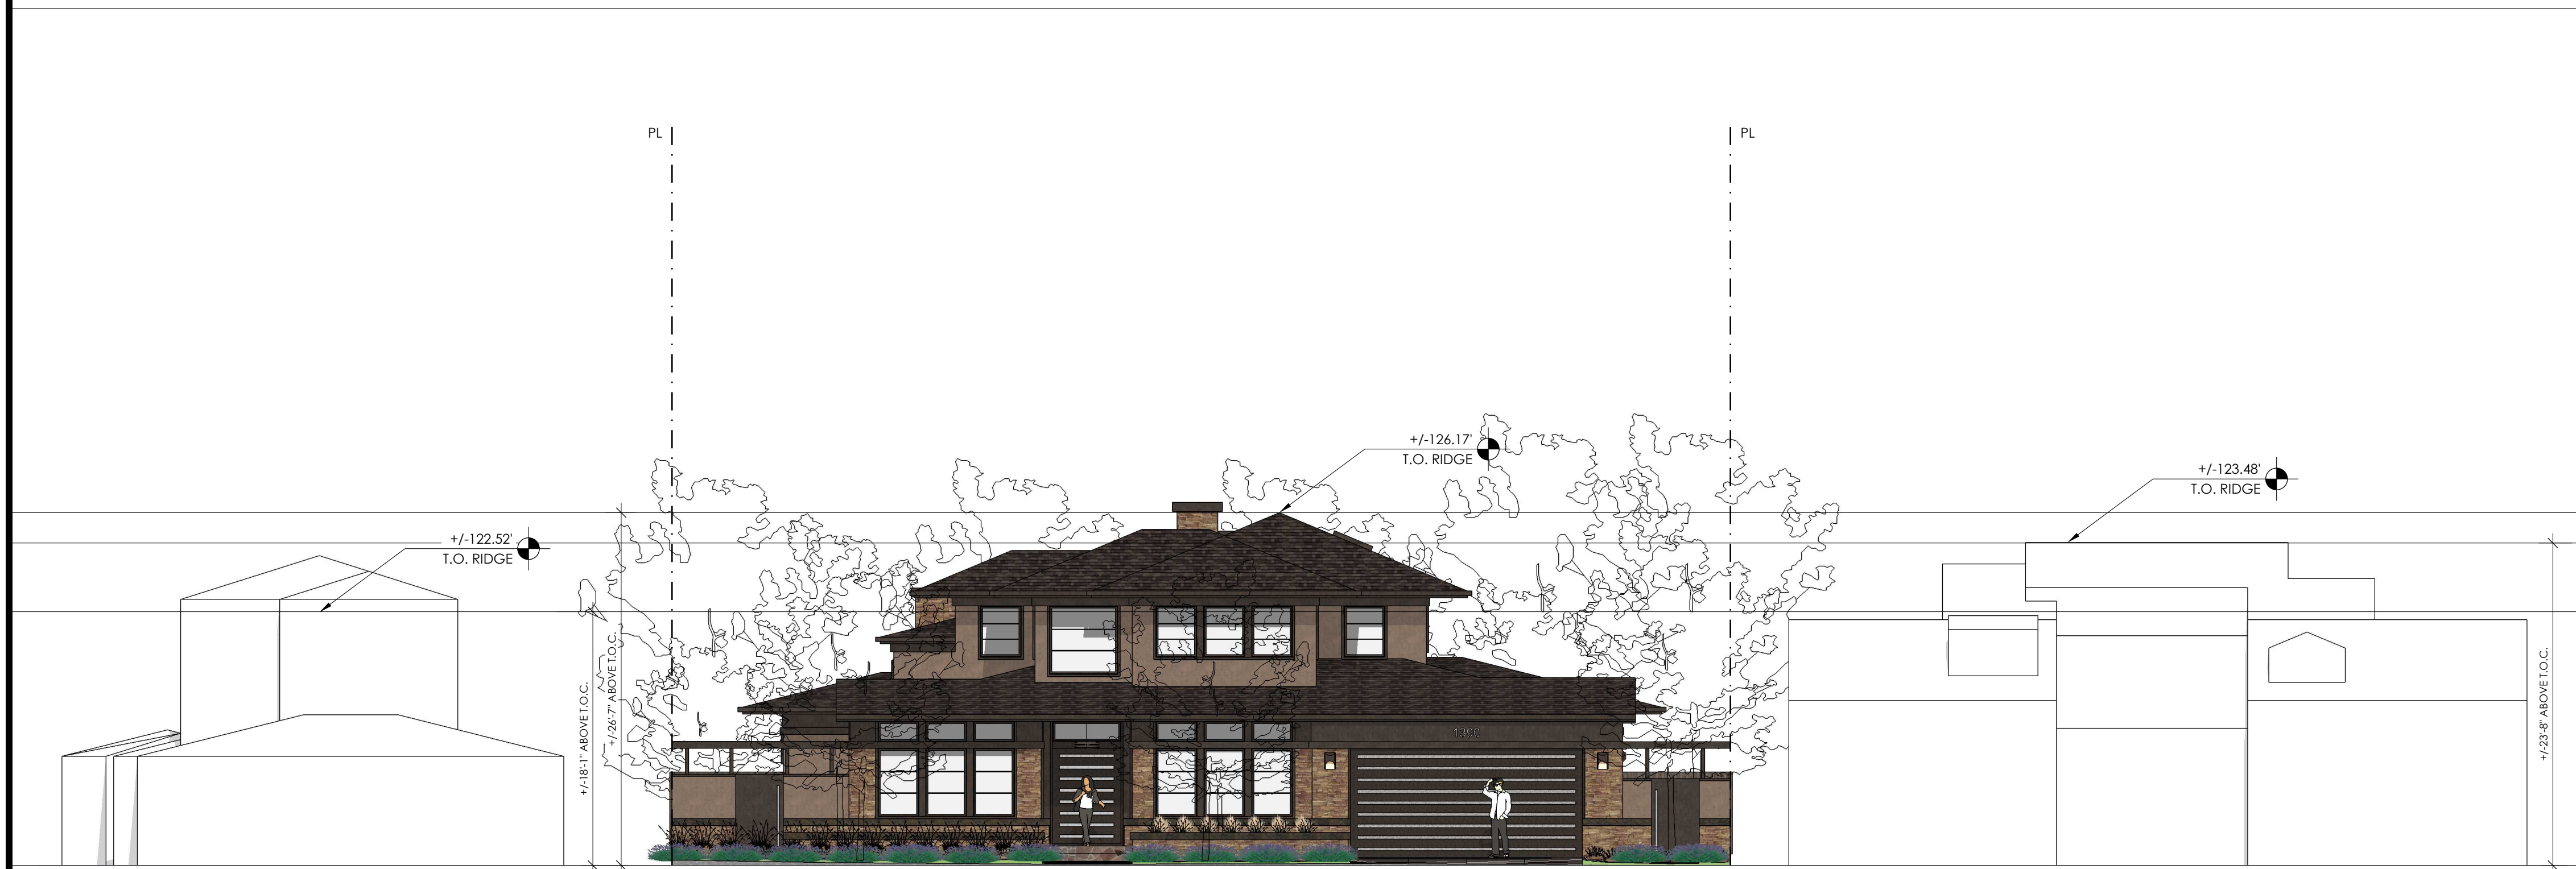 PL
PL
+/-126.17'
T.O. RIDGE
+/-123.48'
T.O. RIDGE
+/-122.52'
T.O. RIDGE
+/-18'-1" ABOVE T.O.C.
+/-26'-7" ABOVE T.O.C.
+/-23'-8" ABOVE T.O.C.